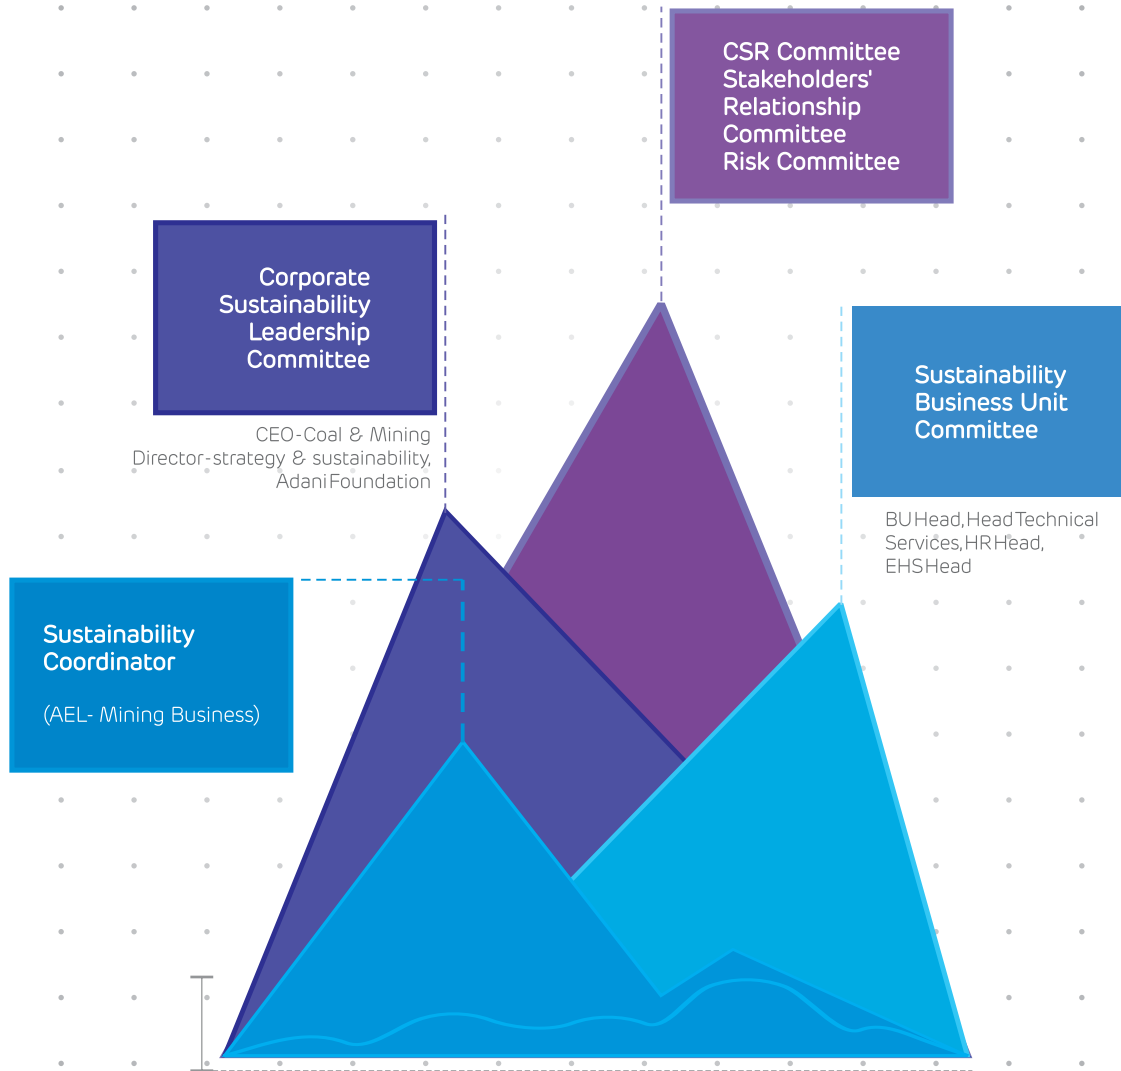 CSR Committee
Stakeholders'
Relationship
Committee
Risk Committee
Corporate
Sustainability
Leadership
Committee
CEO-Coal & Mining
Director-strategy & sustainability,
Adani Foundation
Sustainability
Business Unit
Committee
BU Head, Head Technical
Services, HR Head,
EHS Head
Sustainability
Coordinator
(AEL- Mining Business)